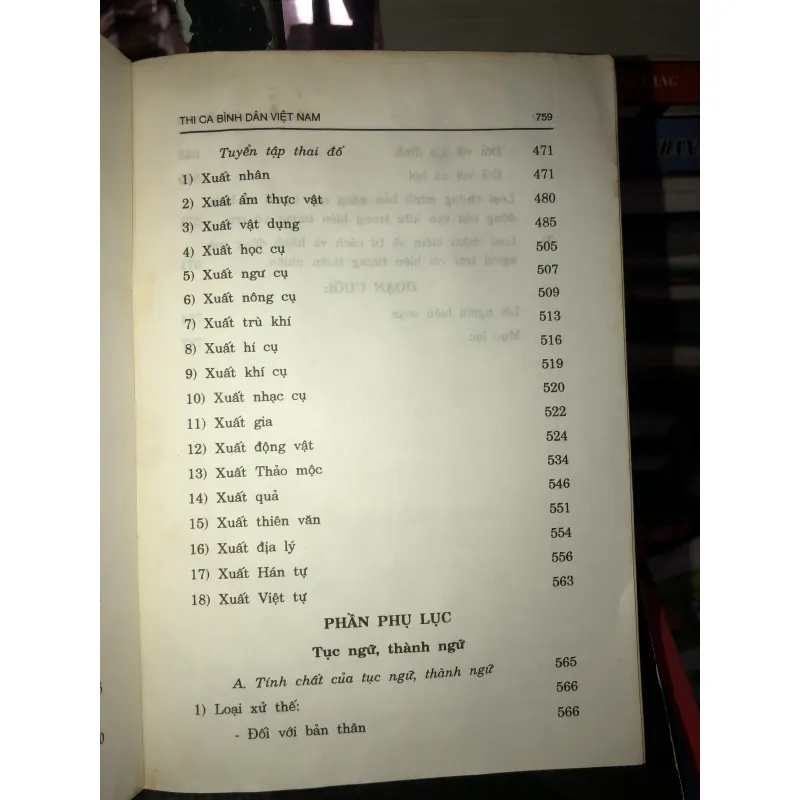 THI CA BÌNH DÂN VIỆT NAM 759
Tuyển tập thai đố 471
1) Xuất nhân 471
2) Xuất ẩm thực vật 480
3) Xuất vật dụng 485
4) Xuất học cụ 505
5) Xuất ngư cụ 507
6) Xuất nông cụ 509
7) Xuất trù khí 513
8) Xuất hí cụ 516
9) Xuất khí cụ 519
10) Xuất nhạc cụ 520
11) Xuất gia 522
12) Xuất động vật 524
13) Xuất Thảo mộc 534
14) Xuất quả 546
15) Xuất thiên văn 551
16) Xuất địa lý 554
17) Xuất Hán tự 556
18) Xuất Việt tự 563
PHẦN PHỤ LỤC
Tục ngữ, thành ngữ
A. Tính chất của tục ngữ, thành ngữ 565
1) Loại xử thế: 566
- Đối với bản thân 566